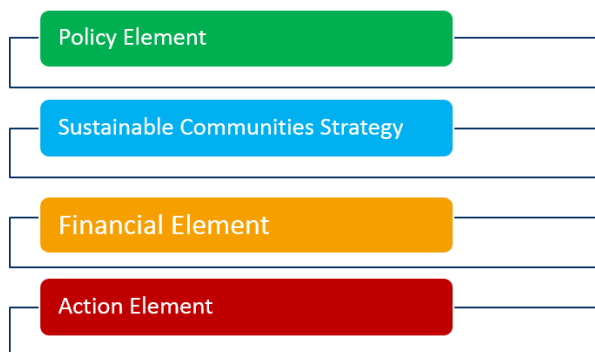 Policy Element
Sustainable Communities Strategy
Financial Element
Action Element